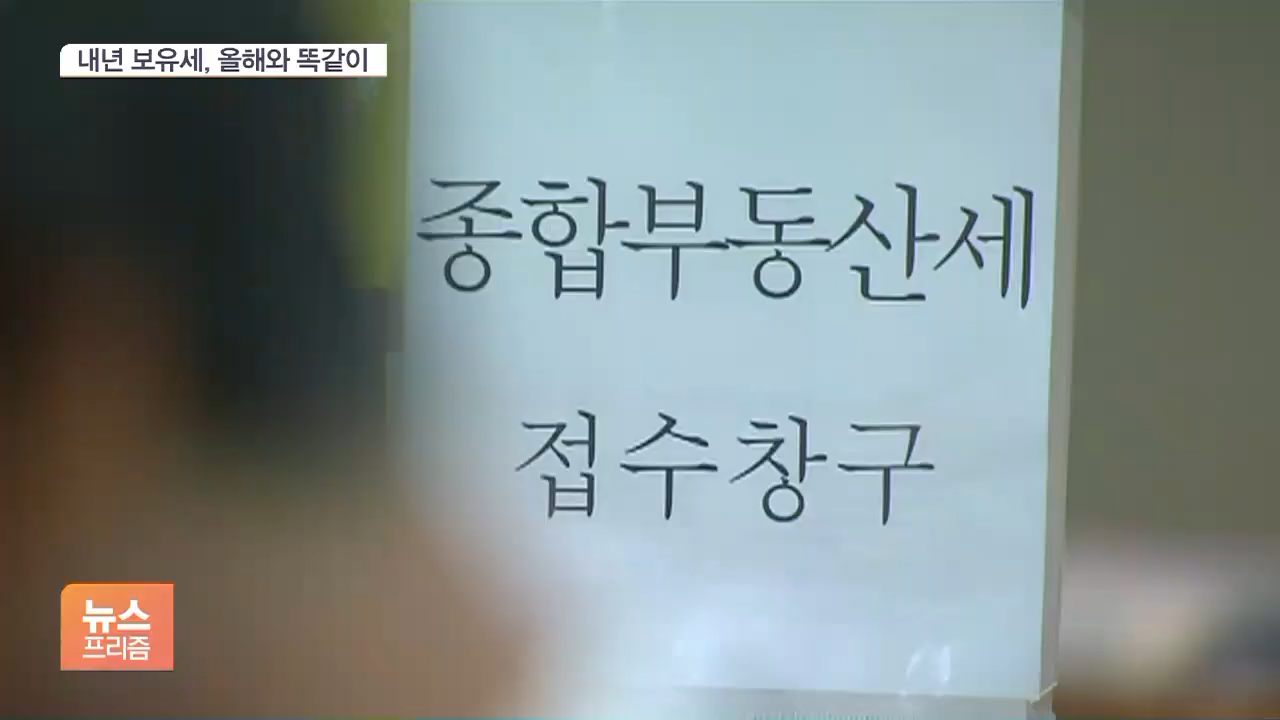 내년 보유세, 올해와 똑같이
종합부동산세
접수창구
뉴스
프리즘